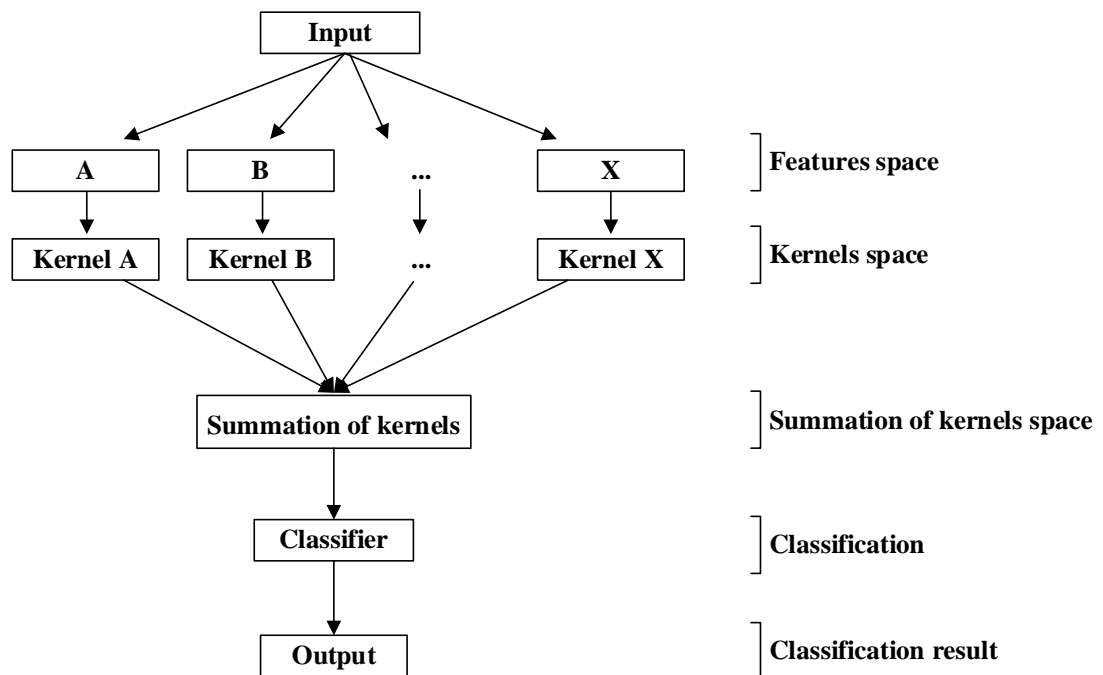 Input
A B ... X Features space
Kernel A Kernel B ... Kernel X Kernels space
Summation of kernels Summation of kernels space
Classifier Classification
Output Classification result